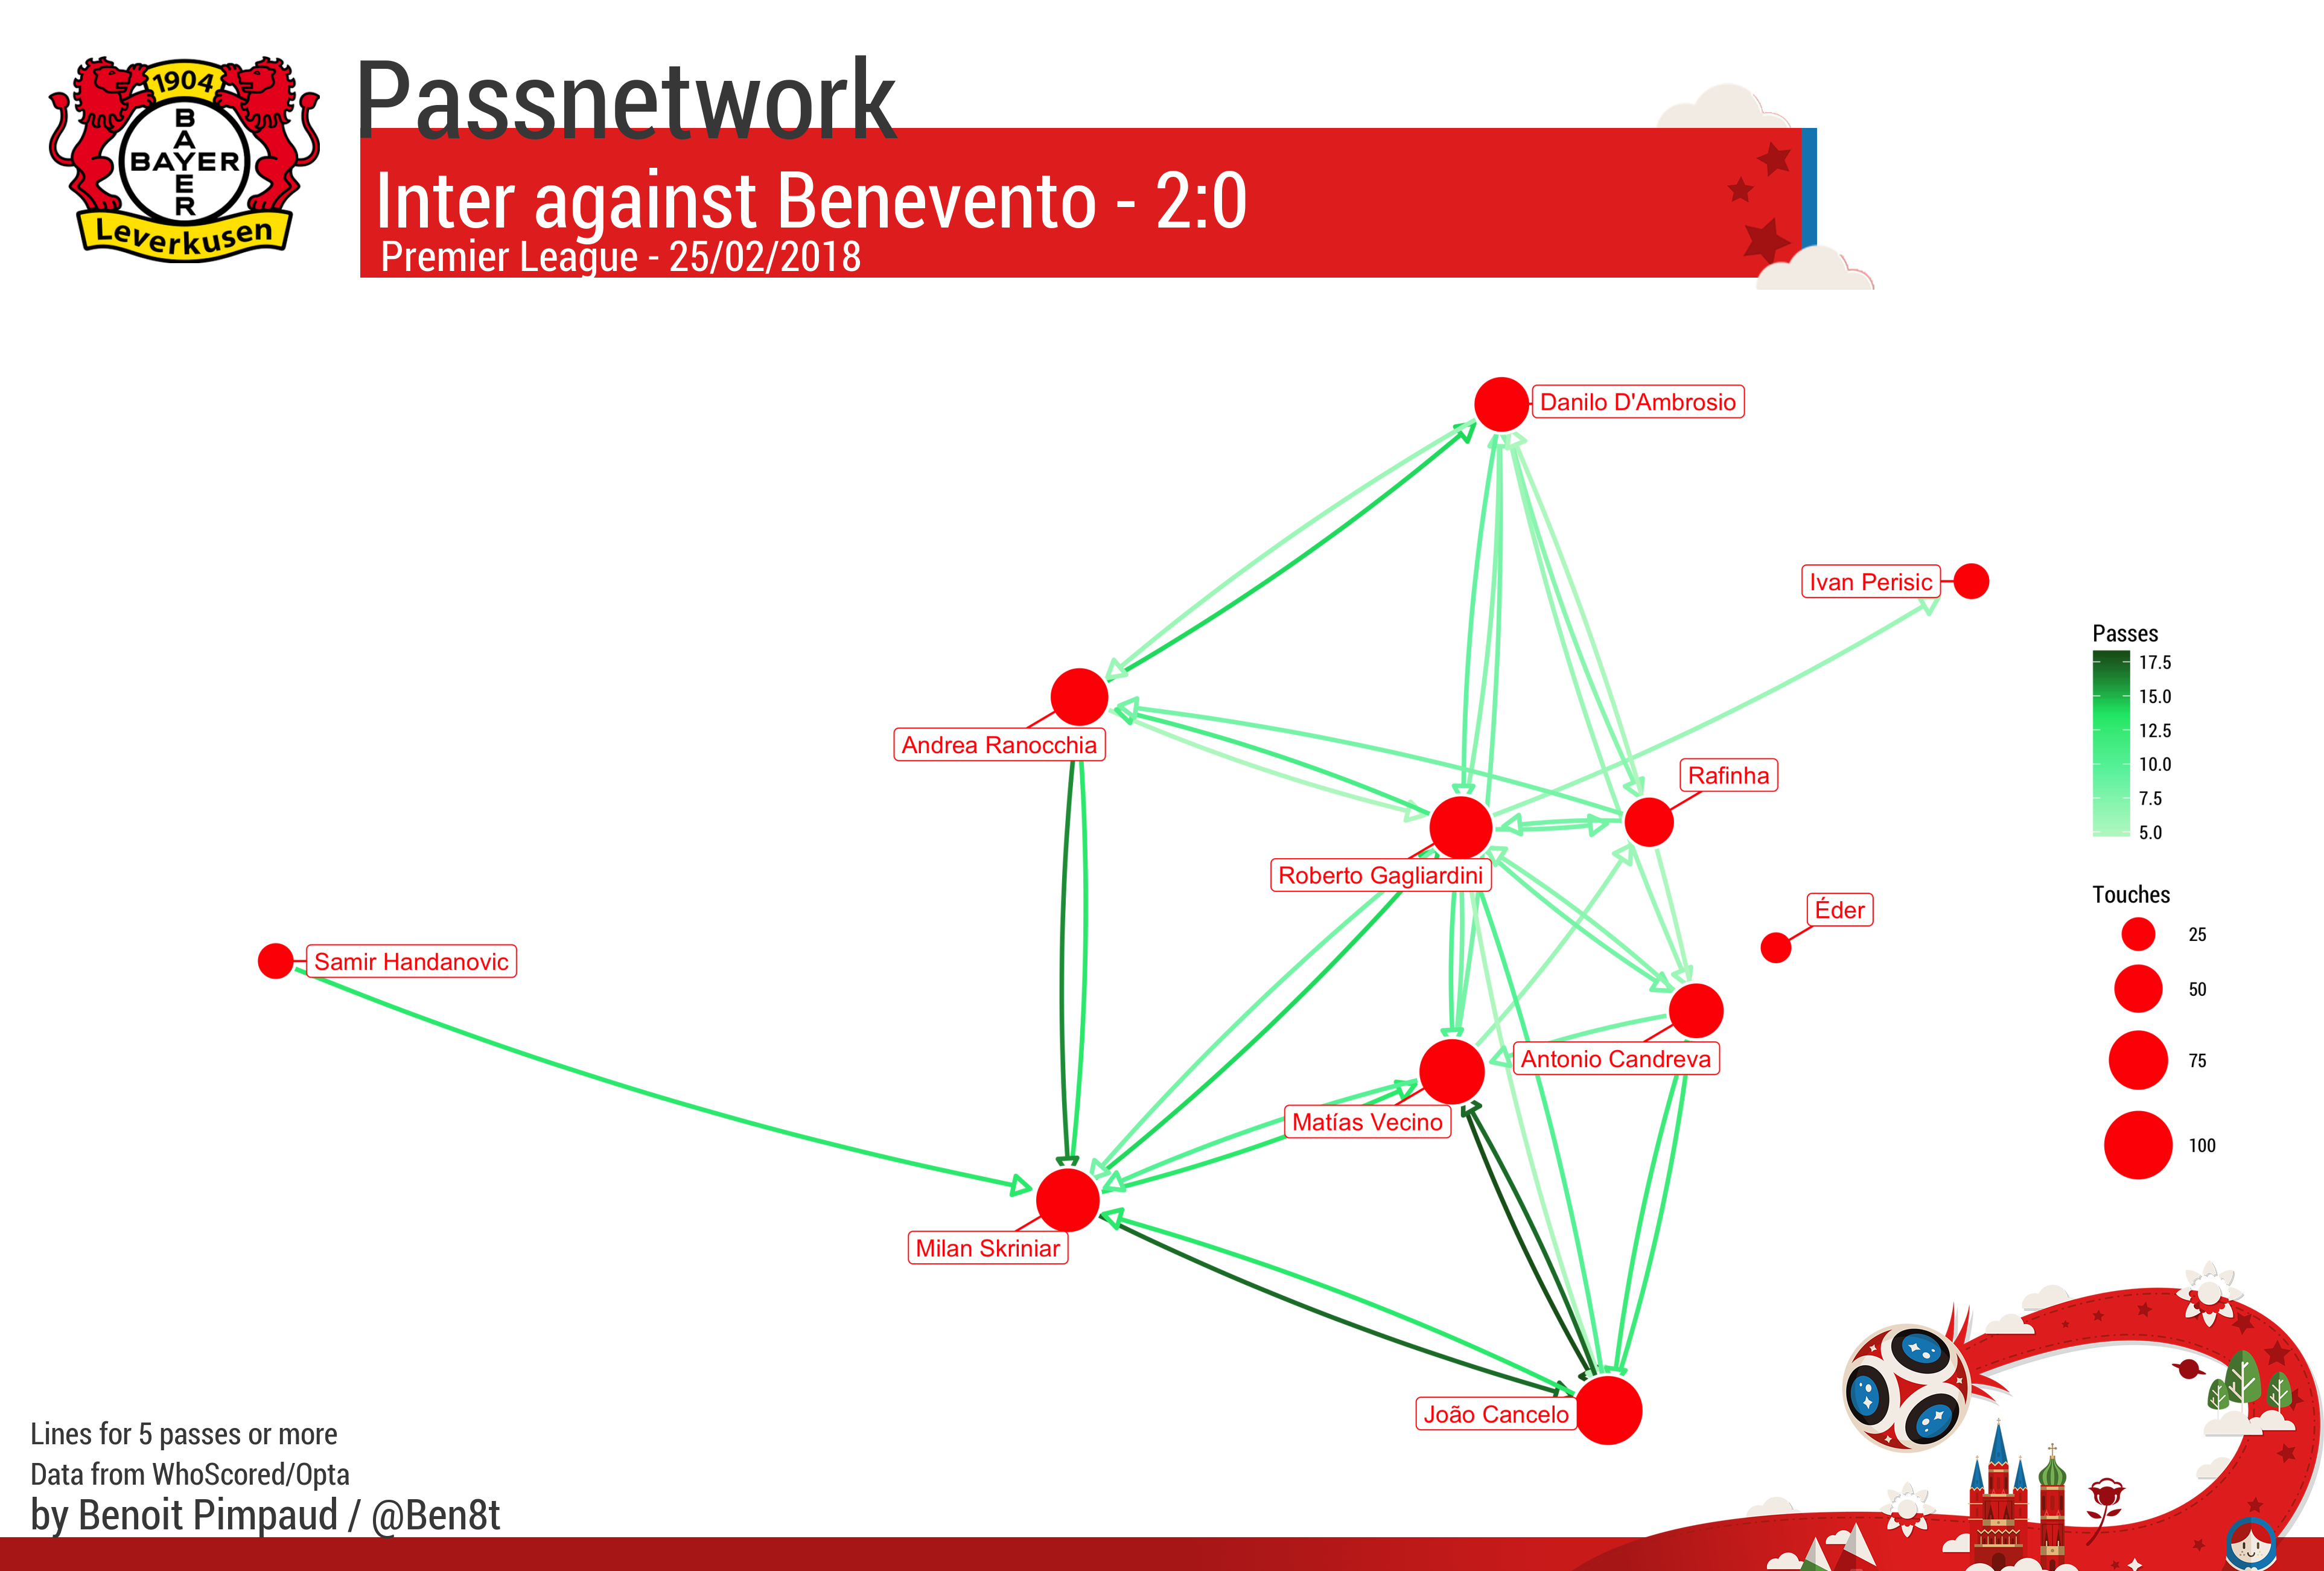 1904
BAYER
BAYER
Leverkusen
Passnetwork
Inter against Benevento - 2:0
Premier League - 25/02/2018
Danilo D'Ambrosio
Ivan Perisic
Andrea Ranocchia
Rafinha
Roberto Gagliardini
Éder
Samir Handanovic
Antonio Candreva
Matías Vecino
Milan Skriniar
João Cancelo
Passes
17.5
15.0
12.5
10.0
7.5
5.0
Touches
25
50
75
100
Lines for 5 passes or more
Data from WhoScored/Opta
by Benoit Pimpaud / @Ben8t